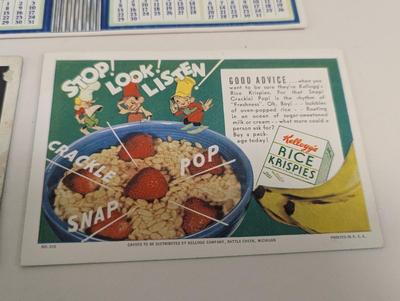 STOP! LOOK! LISTEN!
GOOD ADVICE ... when you
want to be sure they're Kellogg's
Rice Krispies. For that Snap!
Crackle! Pop! is the rhythm of
"Freshness". Oh, Boy! -- bubbles
of oven-popped rice -- floating
in an ocean of sugar-sweetened
milk or cream -- what more could a
person ask for?
Buy a pack-
age today!
Kellogg's
RICE
KRISPIES
CRACKLE
POP
SNAP